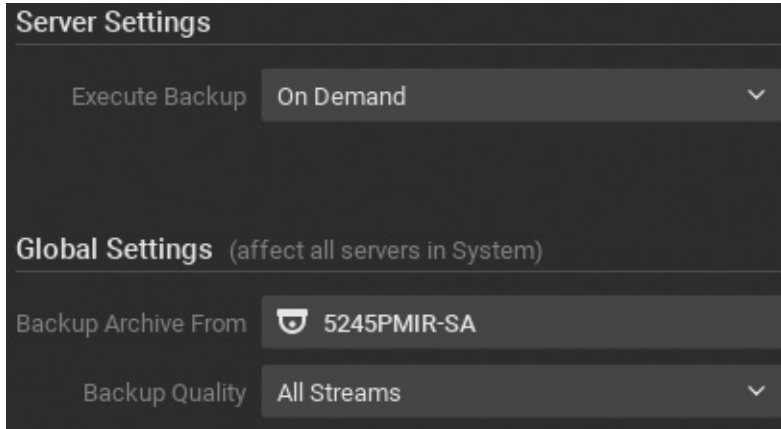 Server Settings
Execute Backup On Demand
Global Settings (affect all servers in System)
Backup Archive From 5245PMIR-SA
Backup Quality All Streams